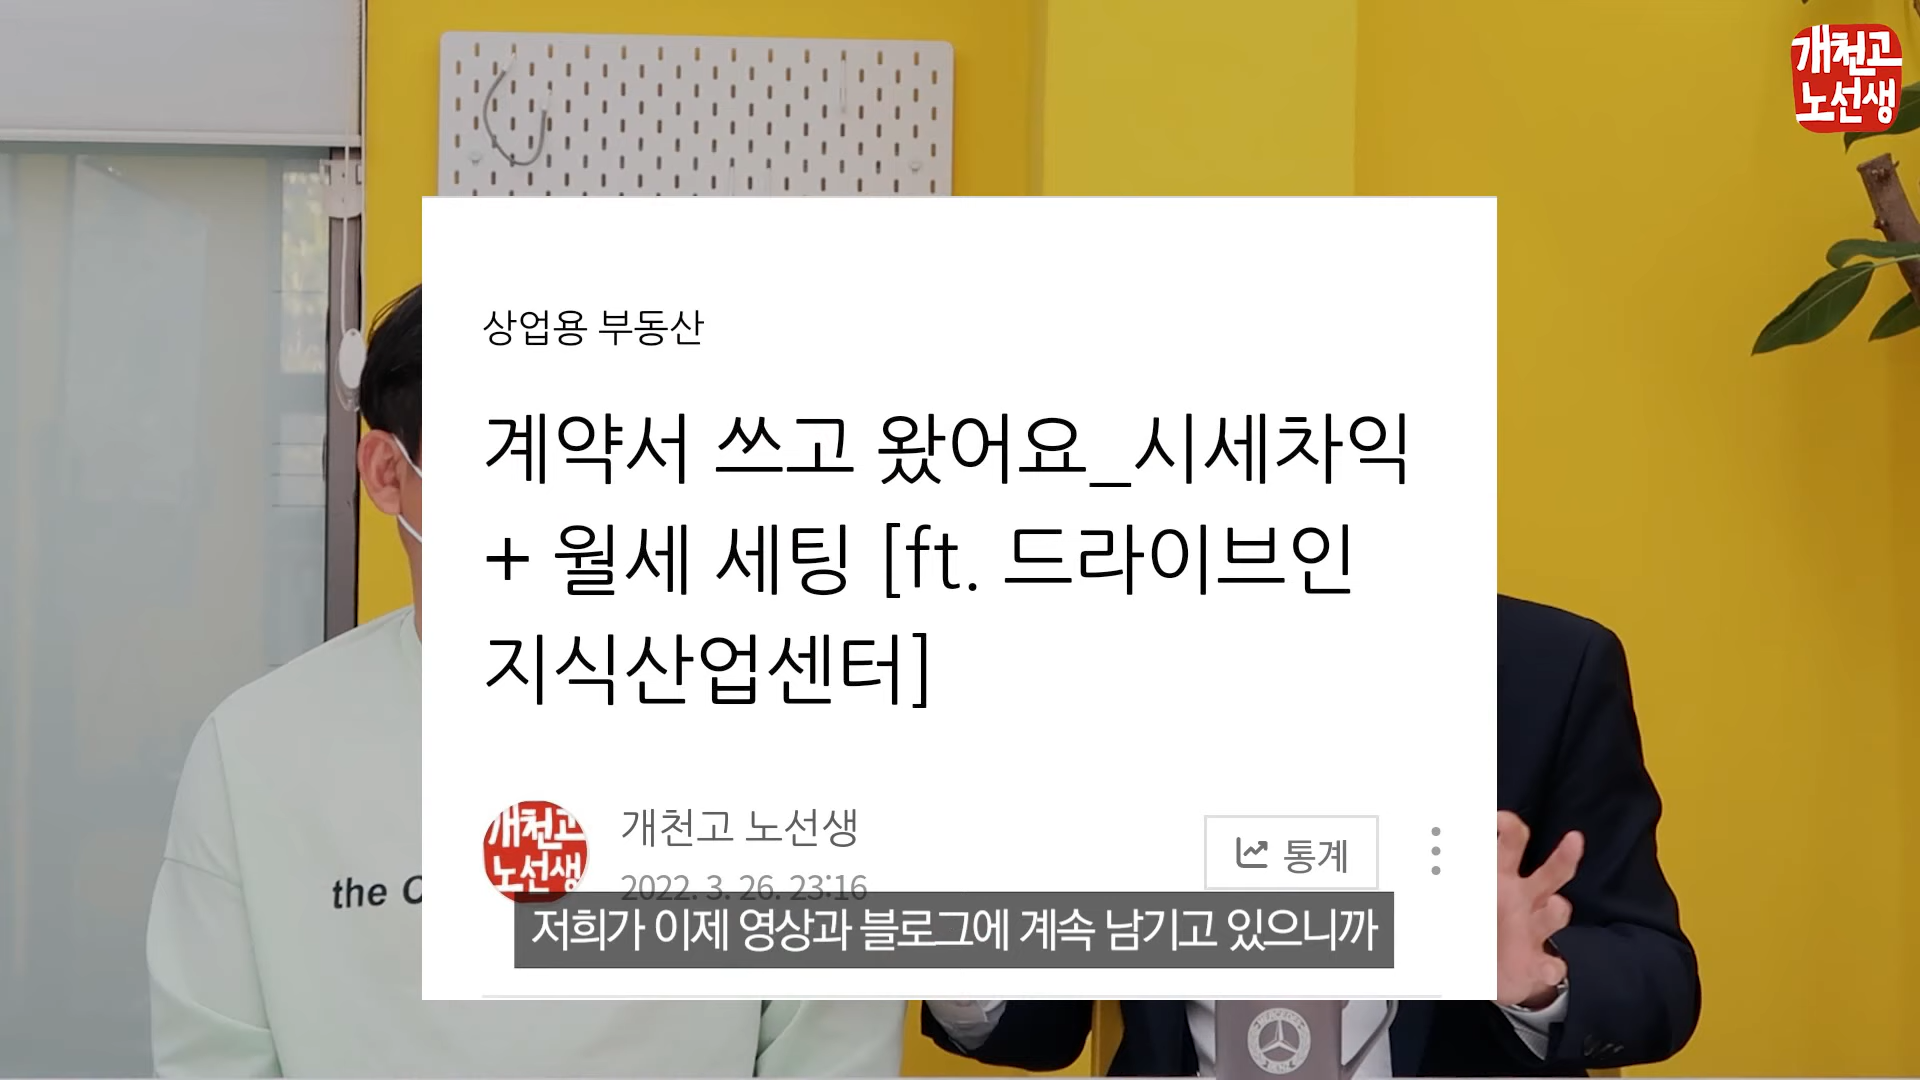 개천고
노선생
상업용 부동산
계약서 쓰고 왔어요_시세차익
+ 월세 세팅 [ft. 드라이브인
지식산업센터]
개천고
노선생
개천고 노선생
2022. 3. 26. 23:16
통계
the C
저희가 이제 영상과 블로그에 계속 남기고 있으니까